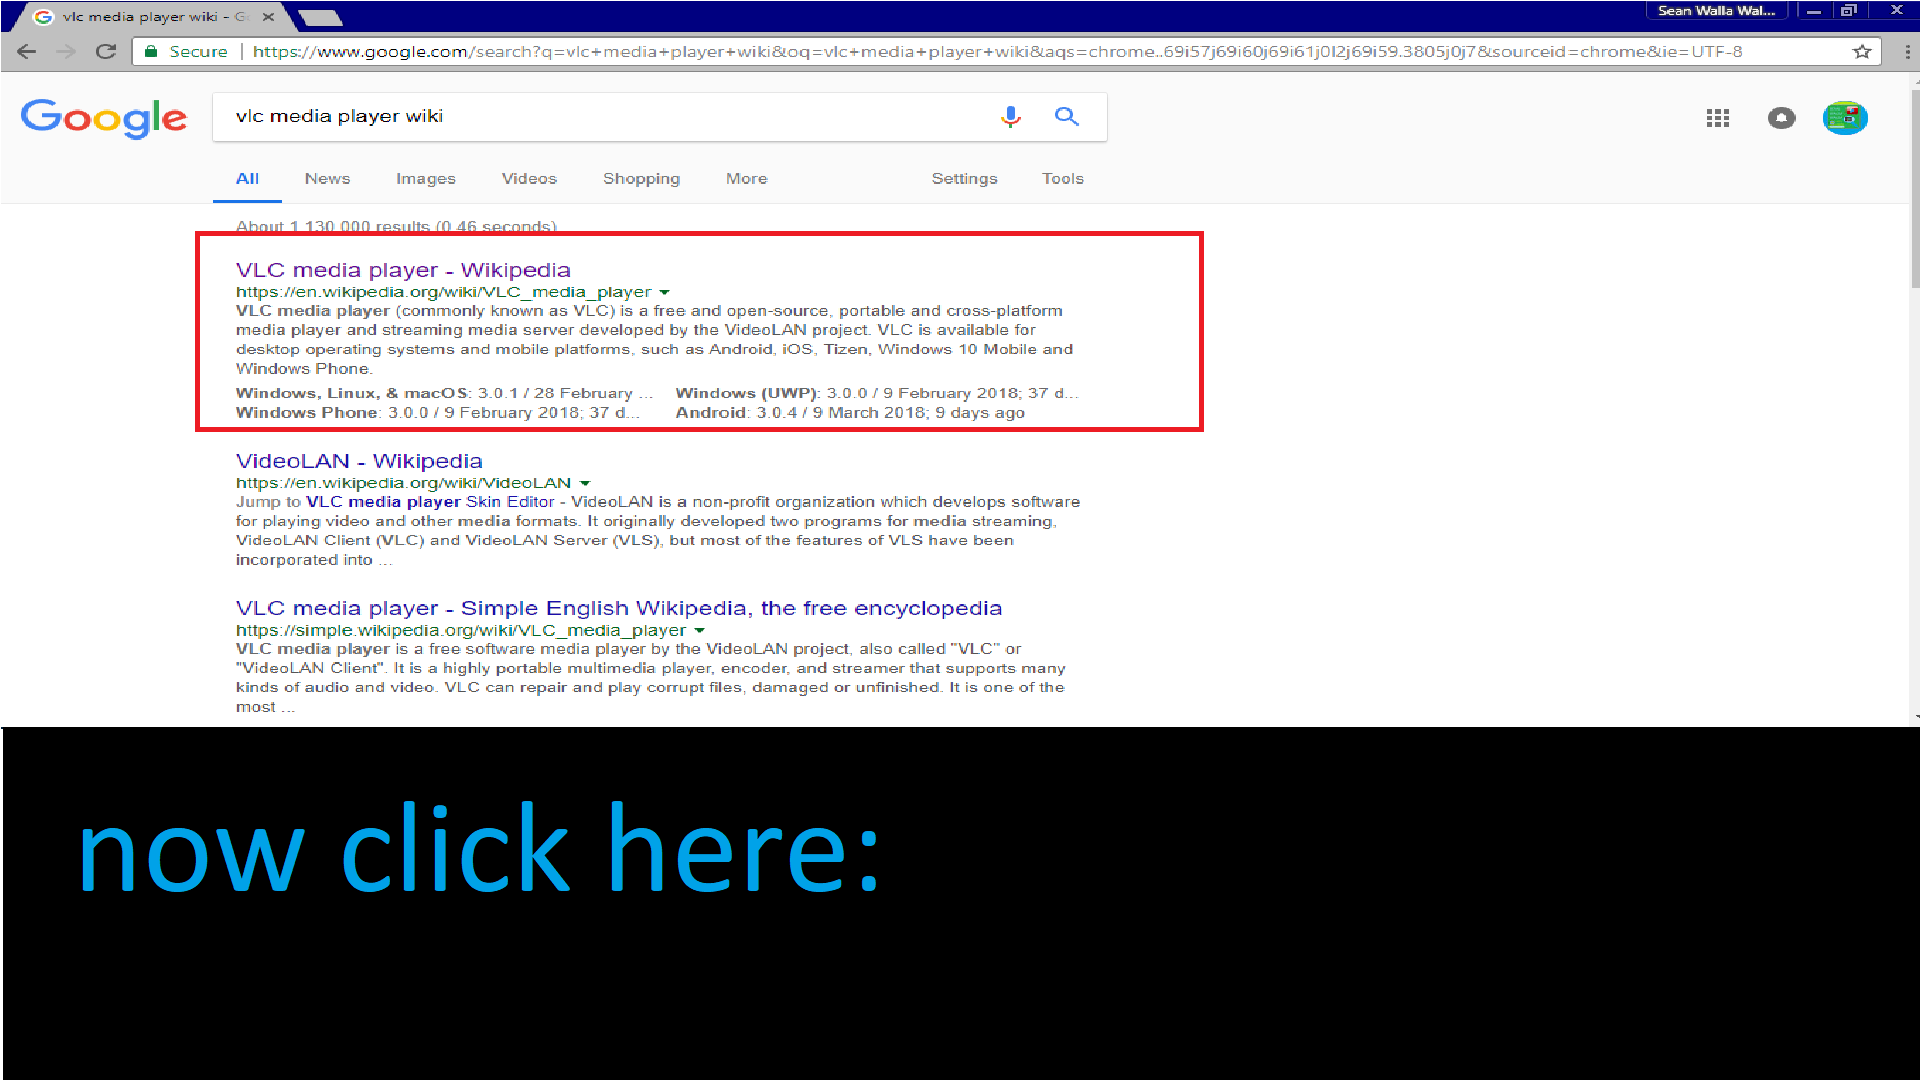 vlc media player wiki - G
Sean Walla Wal...
Secure | https://www.google.com/search?q=vlc+media+player+wiki&oq=vlc+media+player+wiki&aqs=chrome..69i57j69i60j69i61j0l2j69i59.3805j0j7&sourceid=chrome&ie=UTF-8
Google
vlc media player wiki
All News Images Videos Shopping More Settings Tools
About 1,130,000 results (0.46 seconds)
VLC media player - Wikipedia
https://en.wikipedia.org/wiki/VLC_media_player
VLC media player (commonly known as VLC) is a free and open-source, portable and cross-platform
media player and streaming media server developed by the VideoLAN project. VLC is available for
desktop operating systems and mobile platforms, such as Android, iOS, Tizen, Windows 10 Mobile and
Windows Phone.
Windows, Linux, & macOS: 3.0.1 / 28 February ... Windows (UWP): 3.0.0 / 9 February 2018; 37 d...
Windows Phone: 3.0.0 / 9 February 2018; 37 d... Android: 3.0.4 / 9 March 2018; 9 days ago
VideoLAN - Wikipedia
https://en.wikipedia.org/wiki/VideoLAN
Jump to VLC media player Skin Editor - VideoLAN is a non-profit organization which develops software
for playing video and other media formats. It originally developed two programs for media streaming,
VideoLAN Client (VLC) and VideoLAN Server (VLS), but most of the features of VLS have been
incorporated into ...
VLC media player - Simple English Wikipedia, the free encyclopedia
https://simple.wikipedia.org/wiki/VLC_media_player
VLC media player is a free software media player by the VideoLAN project, also called "VLC" or
"VideoLAN Client". It is a highly portable multimedia player, encoder, and streamer that supports many
kinds of audio and video. VLC can repair and play corrupt files, damaged or unfinished. It is one of the
most ...
now click here: